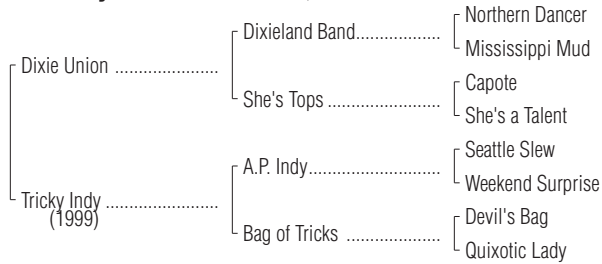 Northern Dancer
Dixieland Band....................
Mississippi Mud
Dixie Union ........................
Capote
She's Tops ..........................
She's a Talent
Seattle Slew
A.P. Indy...............................
Weekend Surprise
Tricky Indy ..........................
(1999)
Devil's Bag
Bag of Tricks ......................
Quixotic Lady